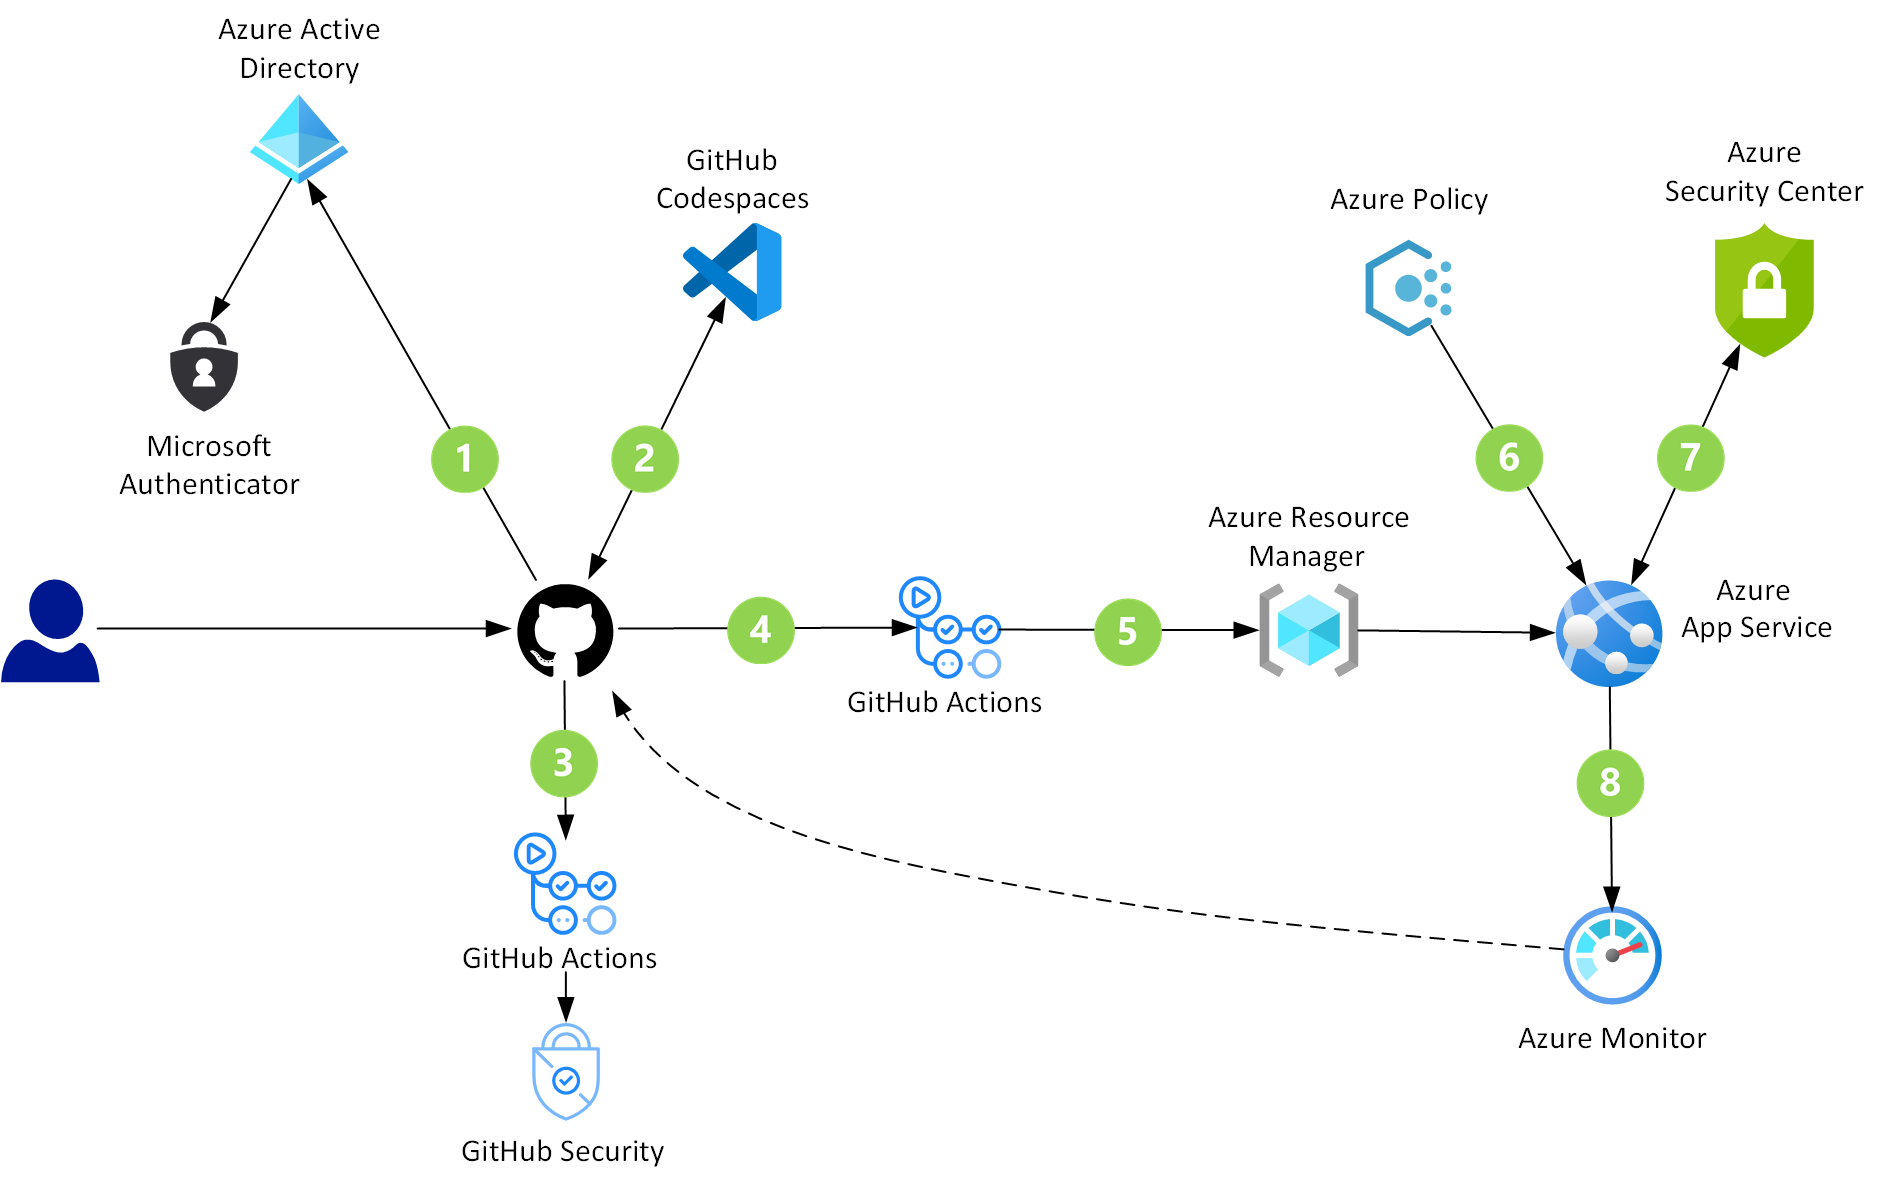 Azure Active
Directory
GitHub
Codespaces
Azure
Security Center
Azure Policy
Microsoft
Authenticator
1
2
6
7
Azure Resource
Manager
Azure
App Service
4
5
GitHub Actions
3
8
GitHub Actions
Azure Monitor
GitHub Security